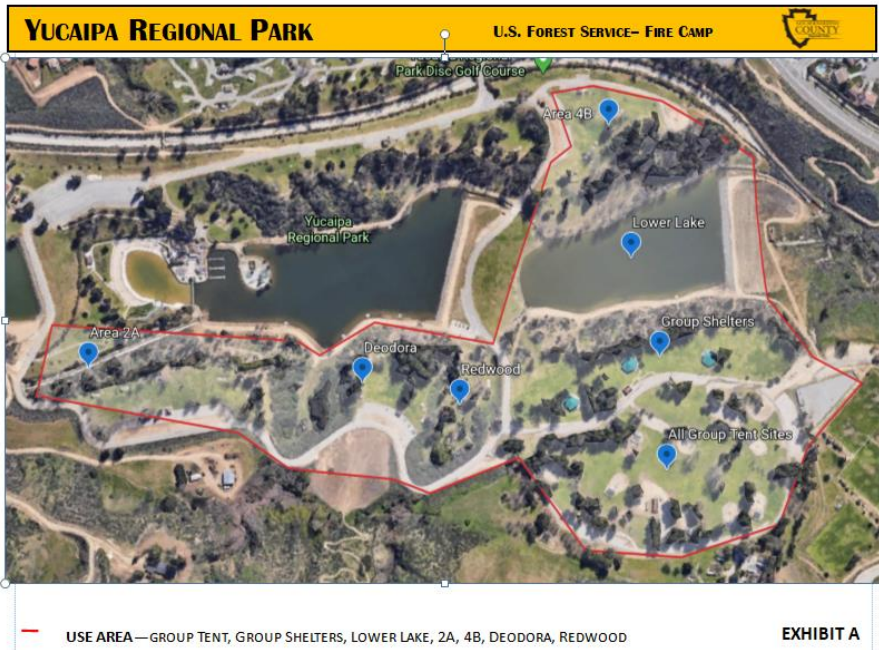 YUCAIPA REGIONAL PARK
U.S. FOREST SERVICE– FIRE CAMP
COUNTY
Park Disc Golf Course
Area 4B
Yucaipa
Regional Park
Lower Lake
Area 2A
Group Shelters
Deodora
Redwood
All Group Tent Sites
USE AREA—GROUP TENT, GROUP SHELTERS, LOWER LAKE, 2A, 4B, DEODORA, REDWOOD
EXHIBIT A